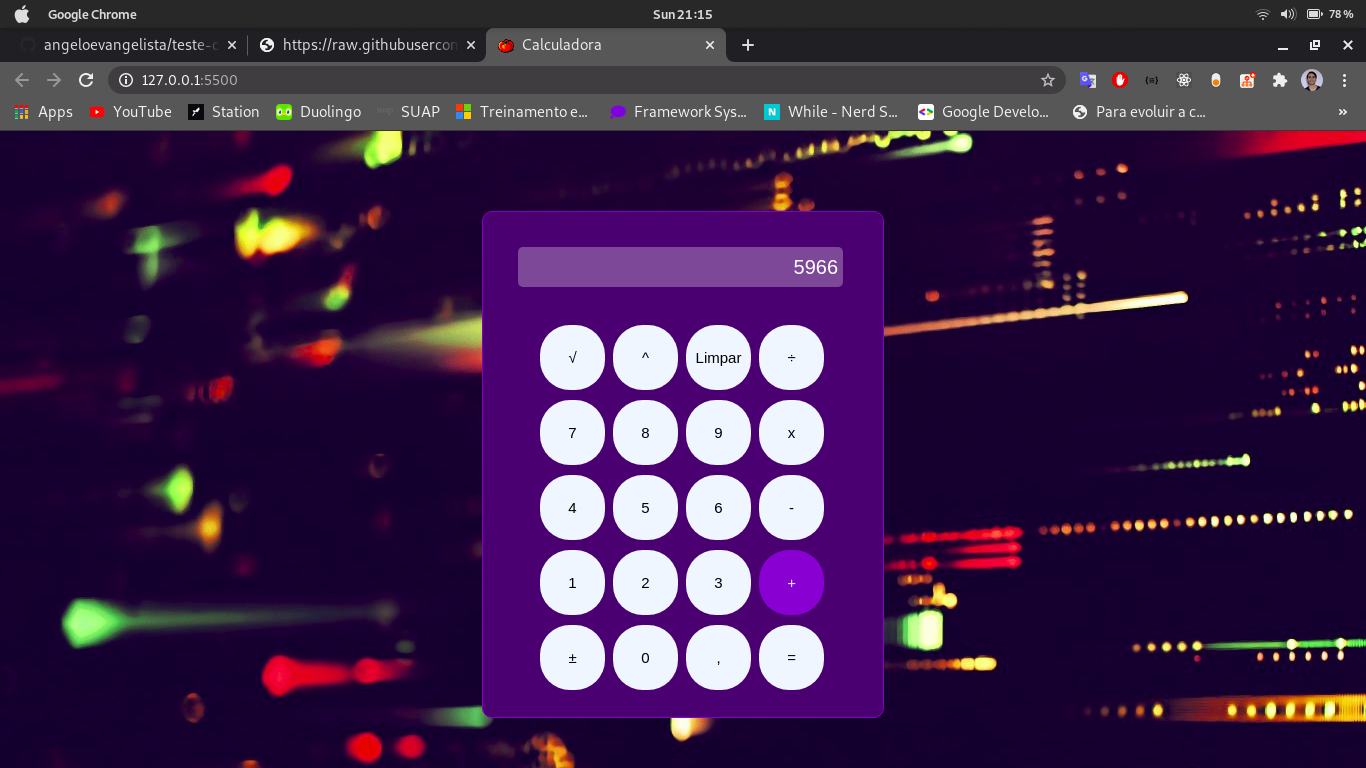 Google Chrome Sun 21:15 78 %
angeloevangelista/teste-c https://raw.githubusercon Calculadora
127.0.0.1:5500
Apps YouTube Station Duolingo SUAP Treinamento e... Framework Sys... While - Nerd S... Google Develo... Para evoluir a c... »
5966
√ ^ Limpar ÷
7 8 9 x
4 5 6 -
1 2 3 +
± 0 , =